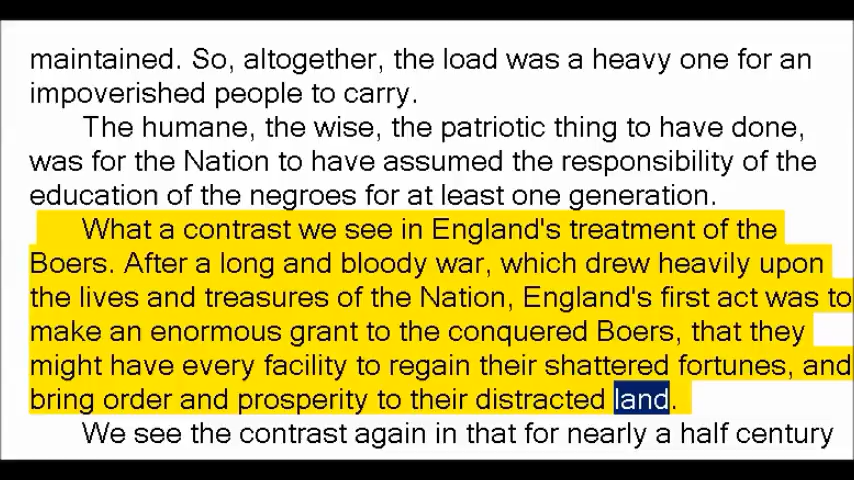 maintained. So, altogether, the load was a heavy one for an
impoverished people to carry.
The humane, the wise, the patriotic thing to have done,
was for the Nation to have assumed the responsibility of the
education of the negroes for at least one generation.
What a contrast we see in England's treatment of the
Boers. After a long and bloody war, which drew heavily upon
the lives and treasures of the Nation, England's first act was to
make an enormous grant to the conquered Boers, that they
might have every facility to regain their shattered fortunes, and
bring order and prosperity to their distracted land.
We see the contrast again in that for nearly a half century